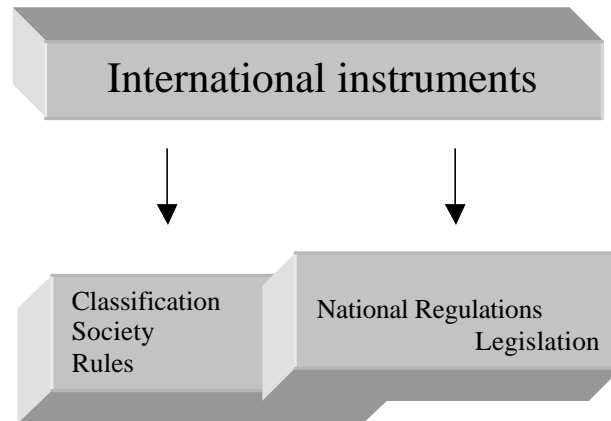 International instruments
Classification
Society
Rules
National Regulations
Legislation